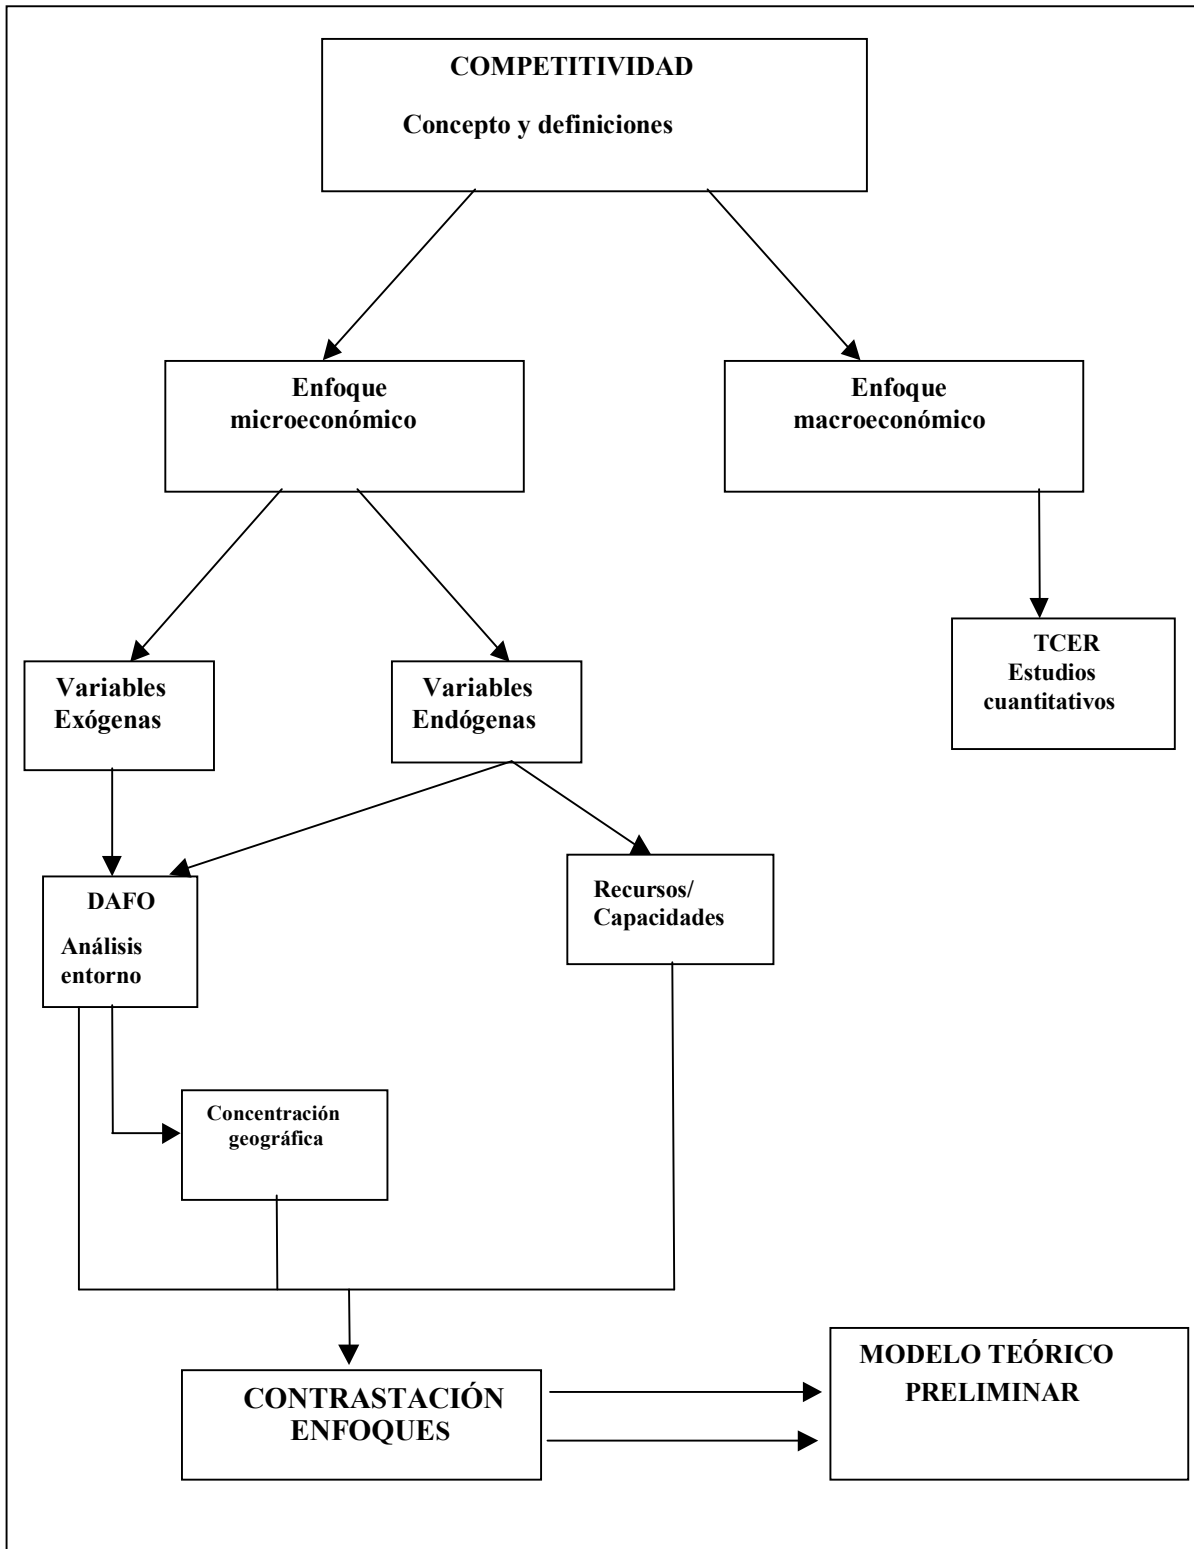 COMPETITIVIDAD
Concepto y definiciones
Enfoque
microeconómico
Enfoque
macroeconómico
Variables
Exógenas
Variables
Endógenas
TCER
Estudios
cuantitativos
DAFO
Análisis
entorno
Recursos/
Capacidades
Concentración
geográfica
CONTRASTACIÓN
ENFOQUES
MODELO TEÓRICO
PRELIMINAR